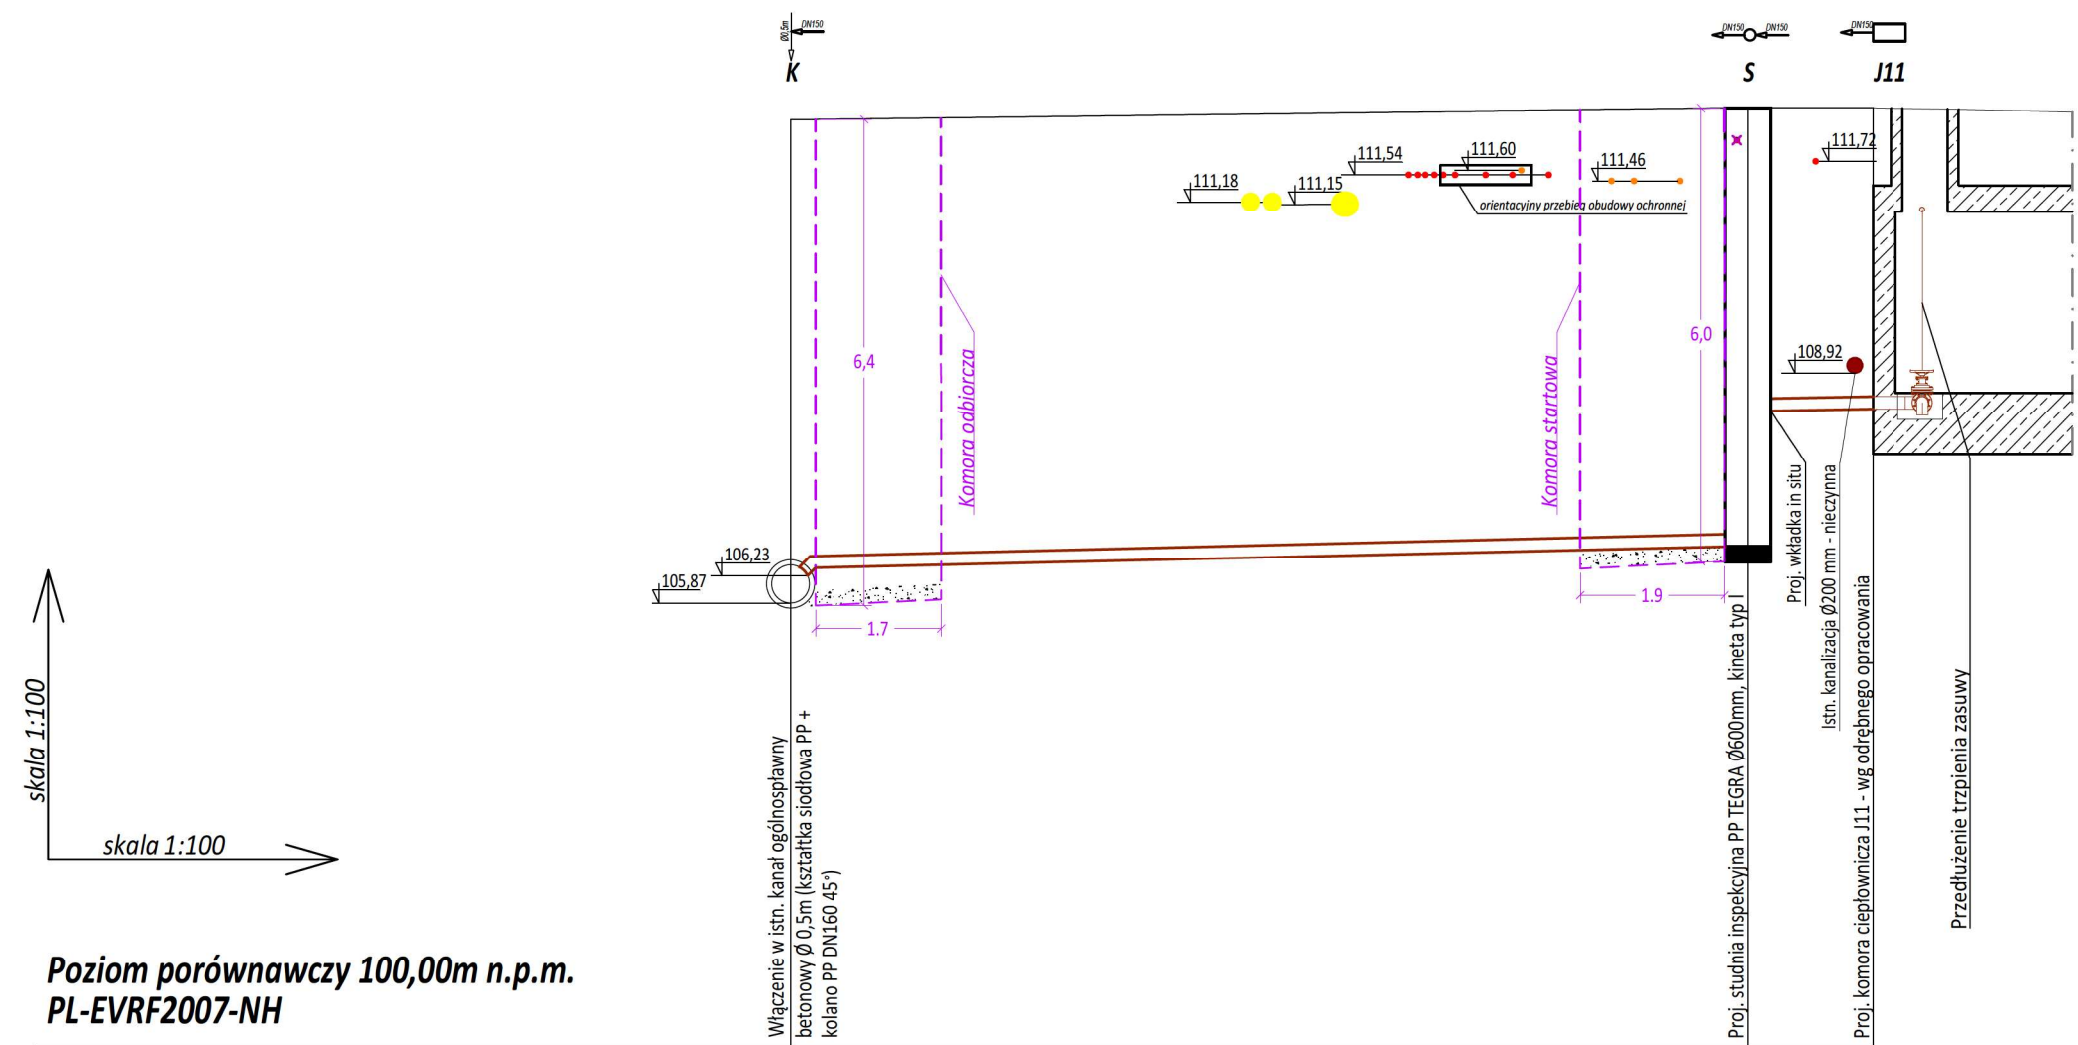 Ø0,5m
DN150
K
DN150
DN150
S
DN150
J11
111,54
111,60
111,46
111,72
111,18
111,15
orientacyjny przebieg obudowy ochronnej
6,4
6,0
108,92
Komora odbiorcza
Komora startowa
106,23
105,87
1.7
1.9
Proj. wkładka in situ
Istn. kanalizacja Ø200 mm - nieczynna
Przedłużenie trzpienia zasuwy
Włączenie w istn. kanał ogólnospławny
betonowy Ø 0,5m (kształtka siodłowa PP +
kolano PP DN160 45°)
Proj. studnia inspekcyjna PP TEGRA Ø600mm, kineta typ I
Proj. komora ciepłownicza J11 - wg odrębnego opracowania
skala 1:100
skala 1:100
Poziom porównawczy 100,00m n.p.m.
PL-EVRF2007-NH